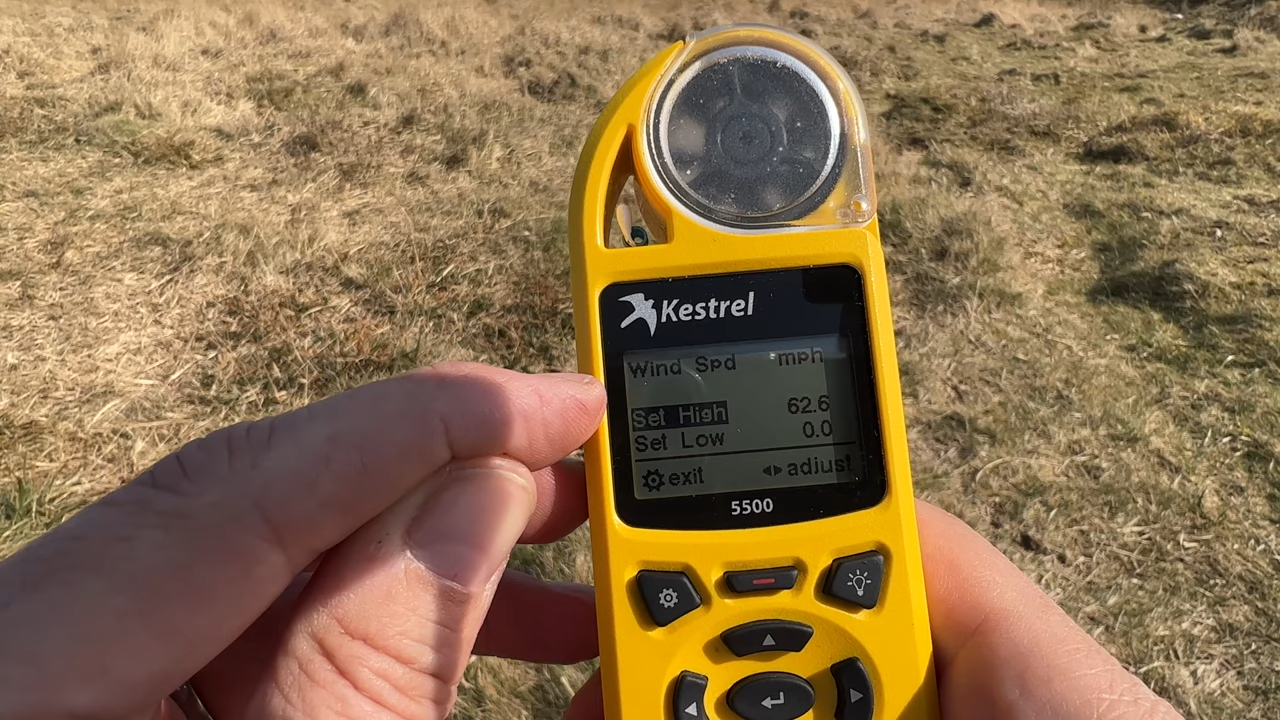 Kestrel
Wind Spd mph
Set High 62.6
Set Low 0.0
exit adjust
5500